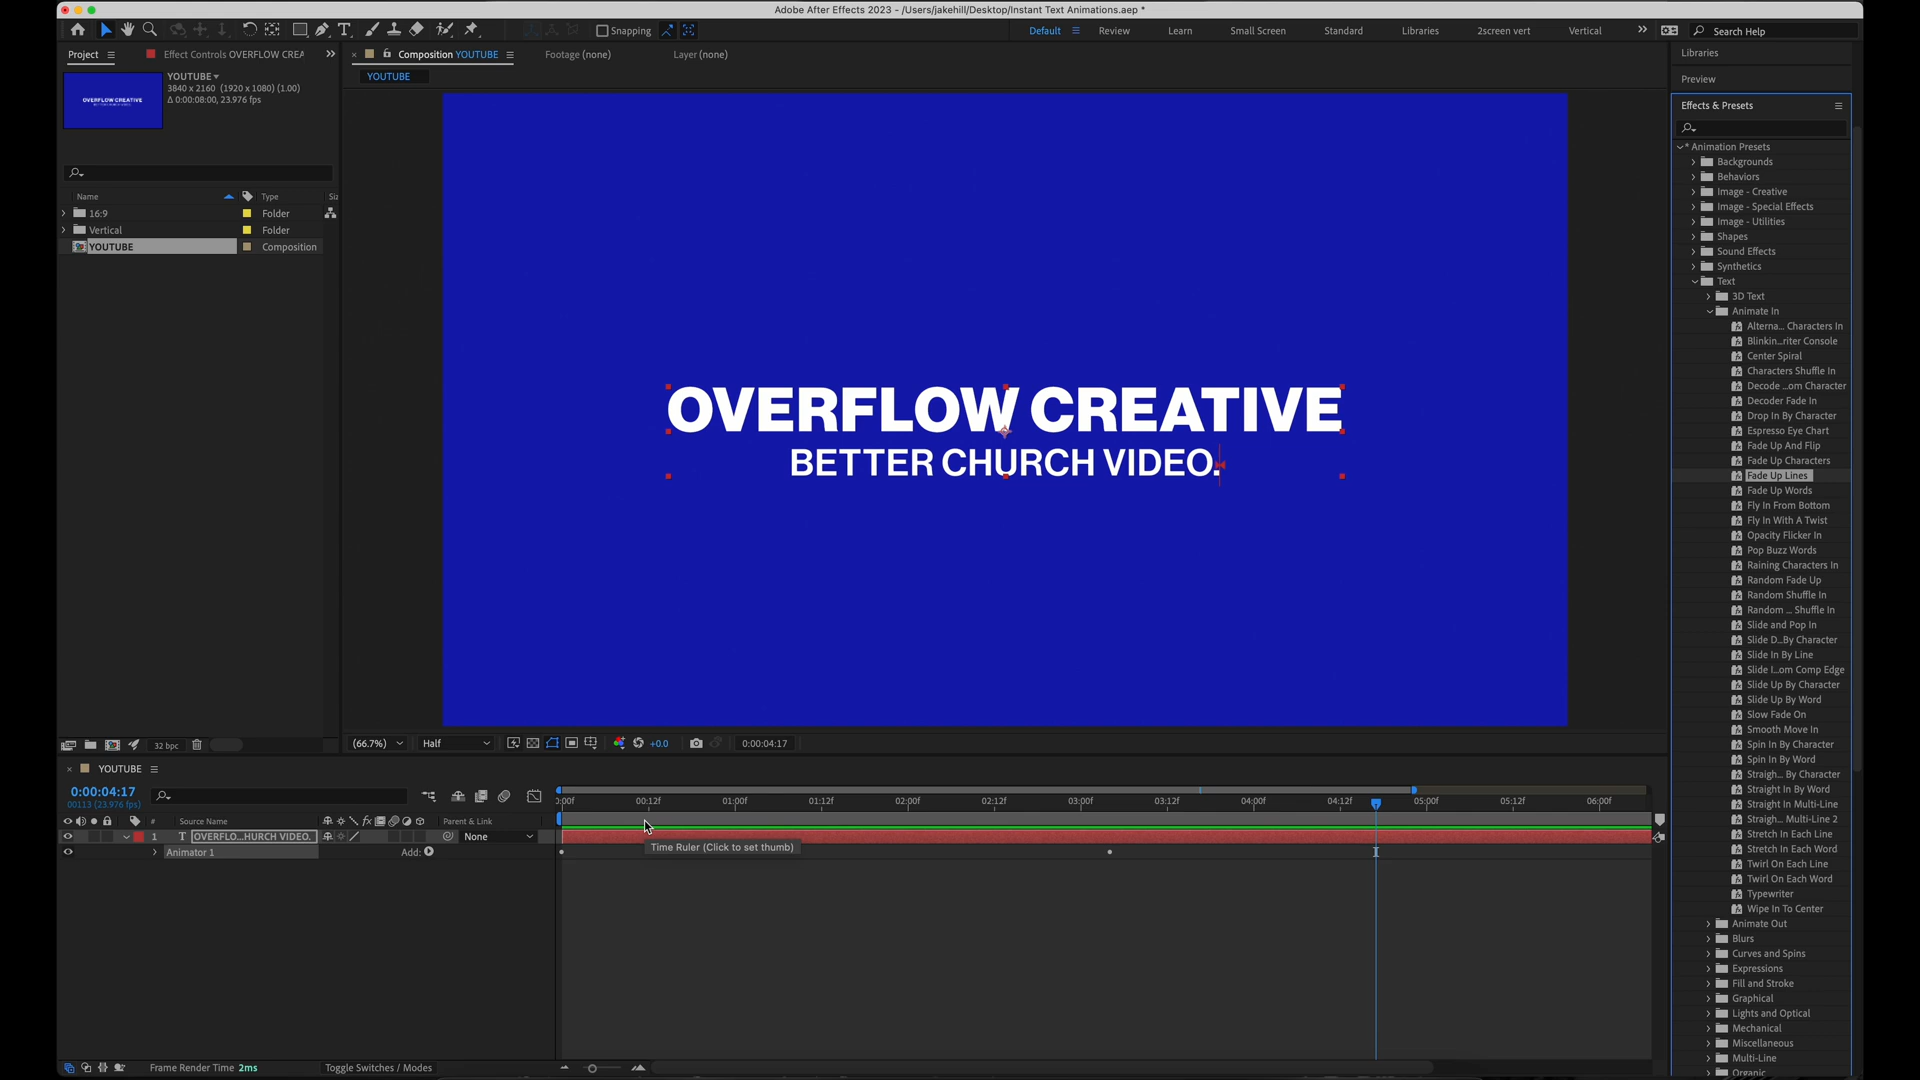 Adobe After Effects 2023 - /Users/jakehill/Desktop/Instant Text Animations.aep *
Snapping
Default
Review
Learn
Small Screen
Standard
Libraries
2screen vert
Vertical
Search Help
Project
Effect Controls OVERFLOW CREA
Composition YOUTUBE
Footage (none)
Layer (none)
Libraries
YOUTUBE
3840 x 2160 (1920 x 1080) (1.00)
Δ 0:00:08:00, 23.976 fps)
YOUTUBE
Preview
Effects & Presets
* Animation Presets
Backgrounds
Behaviors
Image - Creative
Image - Special Effects
Image - Utilities
Shapes
Sound Effects
Synthetics
Text
3D Text
Animate In
Alterna... Characters In
Blinkin...riter Console
Center Spiral
Characters Shuffle In
Decode ...om Character
Decoder Fade In
Drop In By Character
Espresso Eye Chart
Fade Up And Flip
Fade Up Characters
Fade Up Lines
Fade Up Words
Fly In From Bottom
Fly In With A Twist
Opacity Flicker In
Pop Buzz Words
Raining Characters In
Random Fade Up
Random Shuffle In
Random ... Shuffle In
Slide and Pop In
Slide D...By Character
Slide In By Line
Slide I...om Comp Edge
Slide Up By Character
Slide Up By Word
Slow Fade On
Smooth Move In
Spin In By Character
Spin In By Word
Straigh... By Character
Straight In By Word
Straight In Multi-Line
Straigh... Multi-Line 2
Stretch In Each Line
Stretch In Each Word
Twirl On Each Line
Twirl On Each Word
Typewriter
Wipe In To Center
Animate Out
Blurs
Curves and Spins
Expressions
Fill and Stroke
Graphical
Lights and Optical
Mechanical
Miscellaneous
Multi-Line
Organic
Name
Type
Siz
16:9
Folder
Vertical
Folder
YOUTUBE
Composition
OVERFLOW CREATIVE
BETTER CHURCH VIDEO.
32 bpc
(66.7%)
Half
+0.0
0:00:04:17
YOUTUBE
0:00:04:17
00113 (23.976 fps)
:00f
00:12f
01:00f
01:12f
02:00f
02:12f
03:00f
03:12f
04:00f
04:12f
05:00f
05:12f
06:00f
#
Source Name
Parent & Link
1
T
OVERFLO...HURCH VIDEO.
None
Animator 1
Add:
Time Ruler (Click to set thumb)
Frame Render Time 2ms
Toggle Switches / Modes